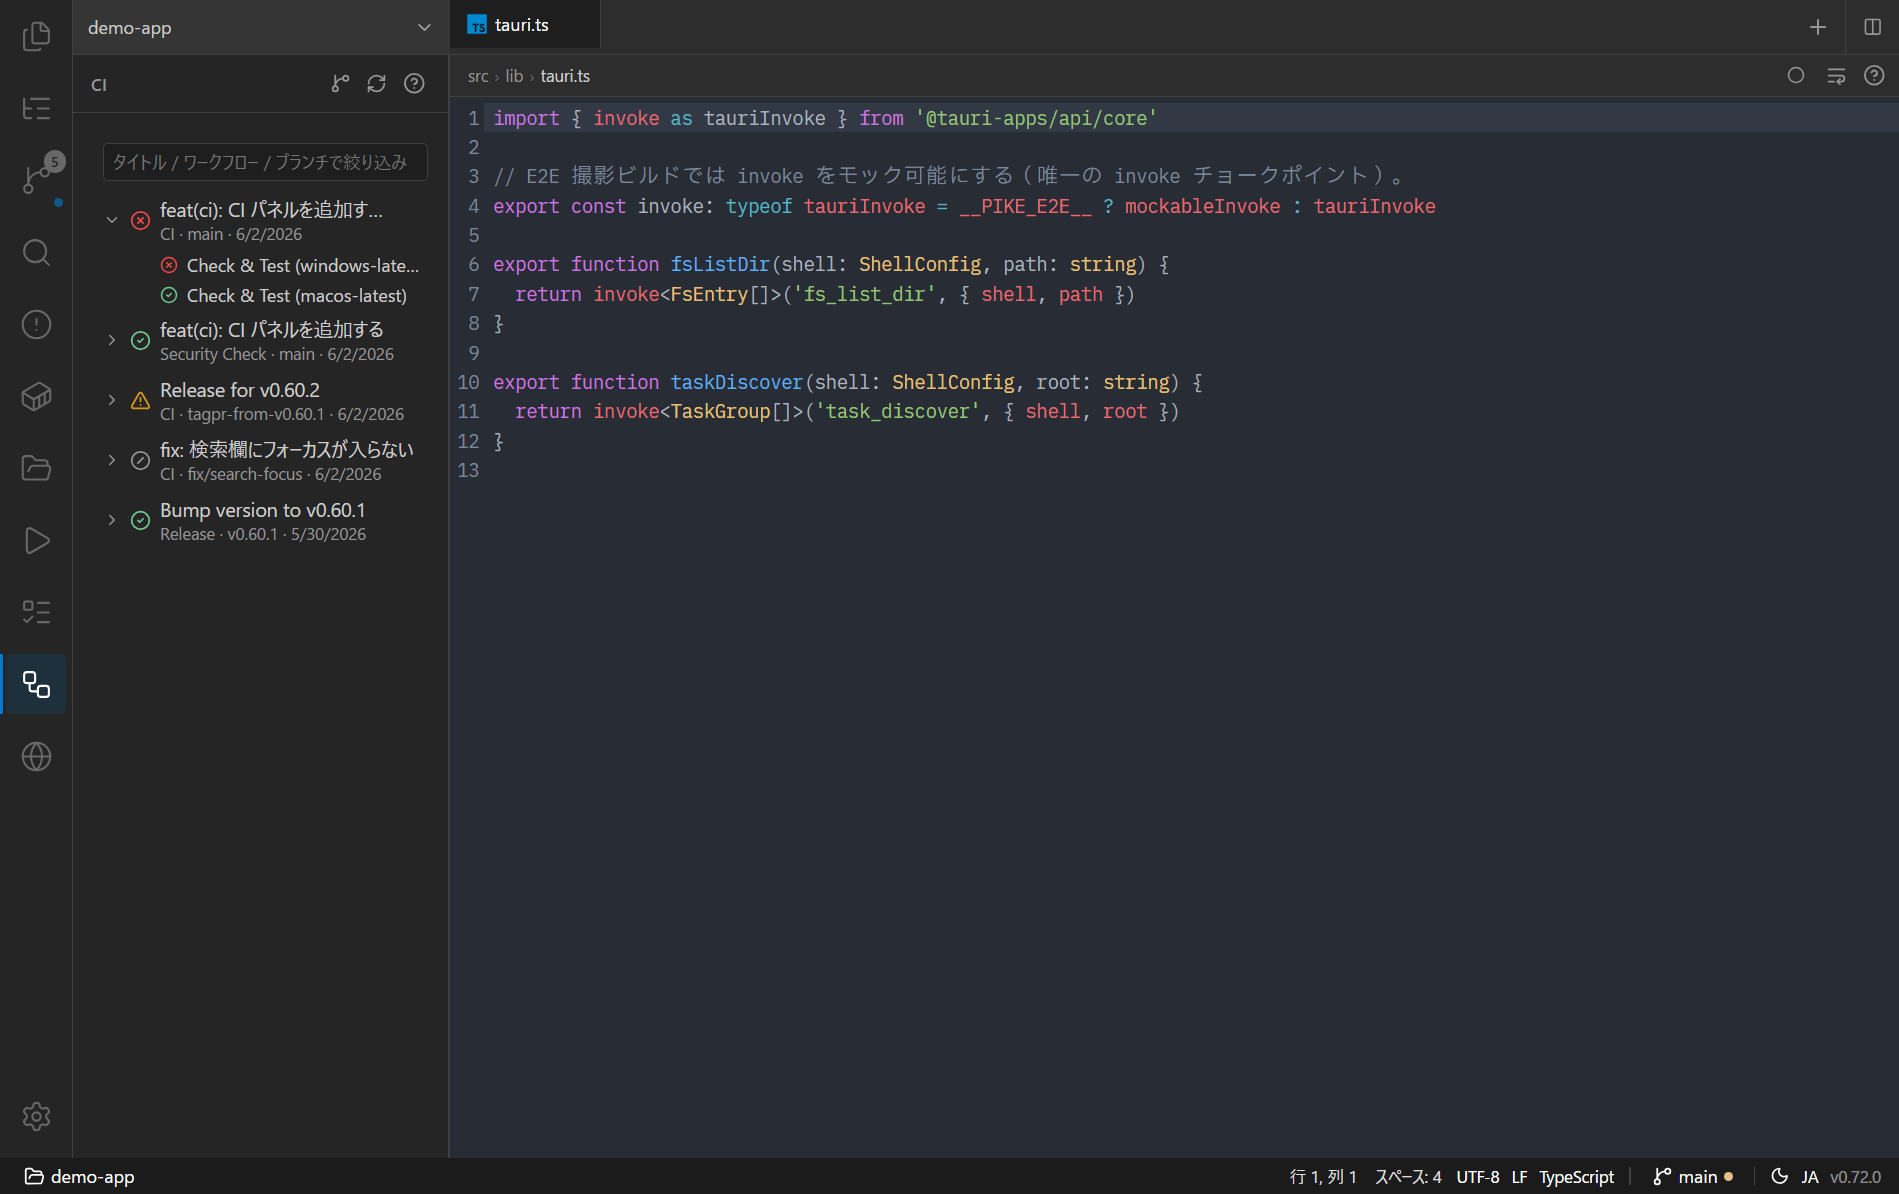 demo-app
CI
5
タイトル / ワークフロー / ブランチで絞り込み
feat(ci): CI パネルを追加す...
CI · main · 6/2/2026
Check & Test (windows-late...
Check & Test (macos-latest)
feat(ci): CI パネルを追加する
Security Check · main · 6/2/2026
Release for v0.60.2
CI · tagpr-from-v0.60.1 · 6/2/2026
fix: 検索欄にフォーカスが入らない
CI · fix/search-focus · 6/2/2026
Bump version to v0.60.1
Release · v0.60.1 · 5/30/2026
TS tauri.ts
src › lib › tauri.ts
1 import { invoke as tauriInvoke } from '@tauri-apps/api/core'
2
3 // E2E 撮影ビルドでは invoke をモック可能にする（唯一の invoke チョークポイント）。
4 export const invoke: typeof tauriInvoke = __PIKE_E2E__ ? mockableInvoke : tauriInvoke
5
6 export function fsListDir(shell: ShellConfig, path: string) {
7   return invoke<FsEntry[]>('fs_list_dir', { shell, path })
8 }
9
10 export function taskDiscover(shell: ShellConfig, root: string) {
11   return invoke<TaskGroup[]>('task_discover', { shell, root })
12 }
13
demo-app
行 1, 列 1 スペース: 4 UTF-8 LF TypeScript main JA v0.72.0